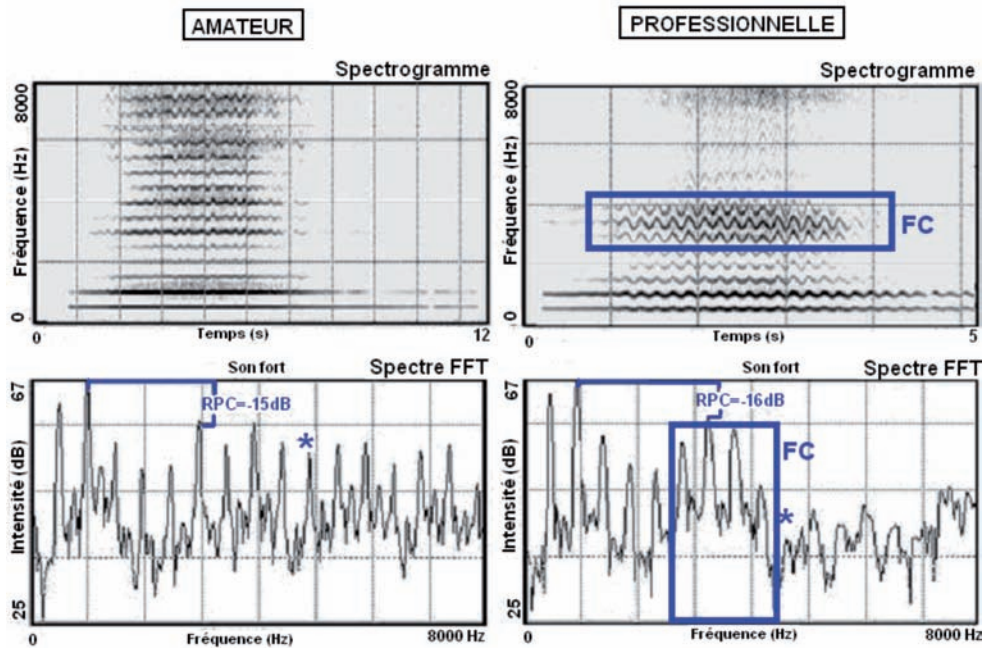 AMATEUR
PROFESSIONNELLE
Spectrogramme
Fréquence (Hz)
8000
0
0
Temps (s)
12
Spectrogramme
Fréquence (Hz)
8000
0
0
Temps (s)
5
FC
Son fort
Spectre FFT
Intensité (dB)
67
25
RPC=-15dB
*
0
Fréquence (Hz)
8000 Hz
Son fort
Spectre FFT
Intensité (dB)
67
25
RPC=-16dB
FC
*
0
Fréquence (Hz)
8000 Hz